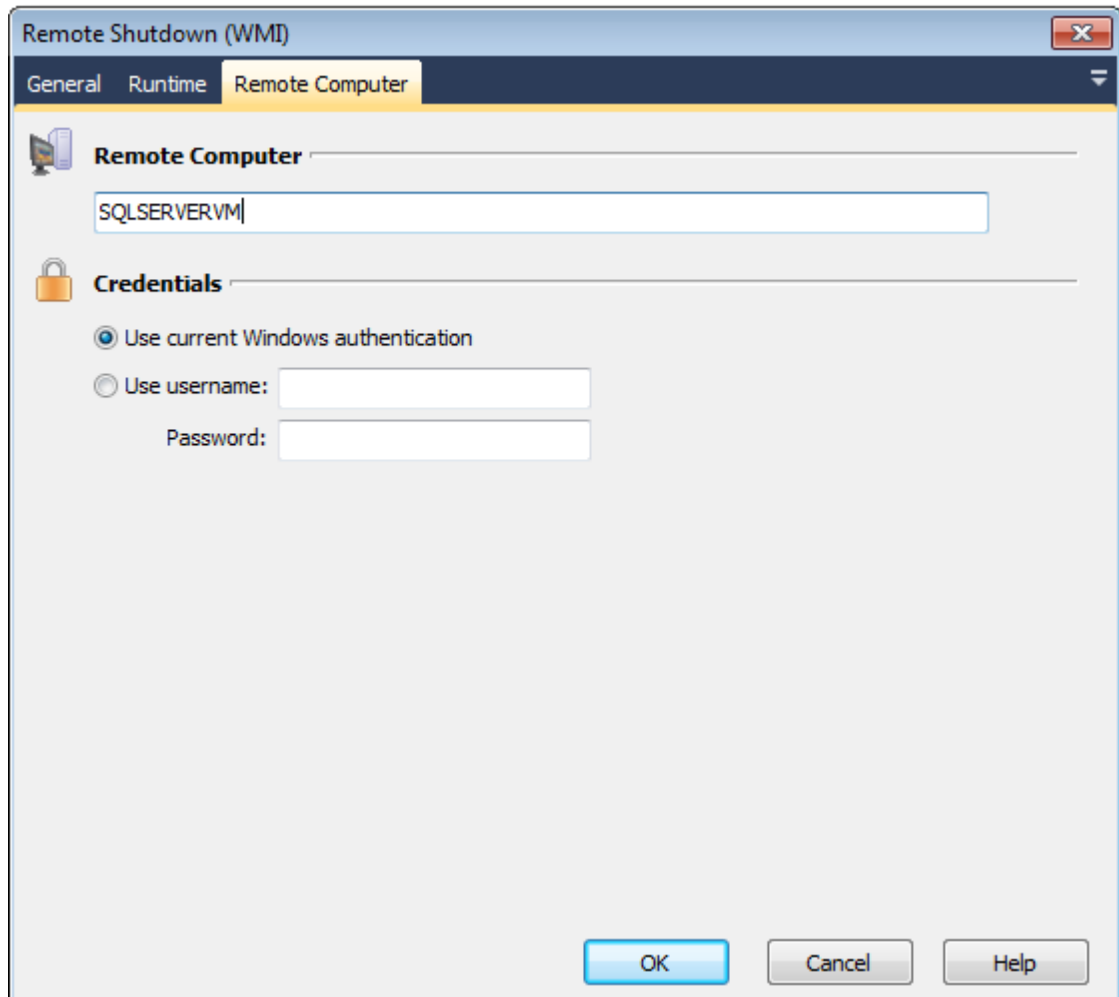 Remote Shutdown (WMI)
General Runtime Remote Computer
Remote Computer
SQLSERVERVM
Credentials
Use current Windows authentication
Use username:
Password:
OK Cancel Help